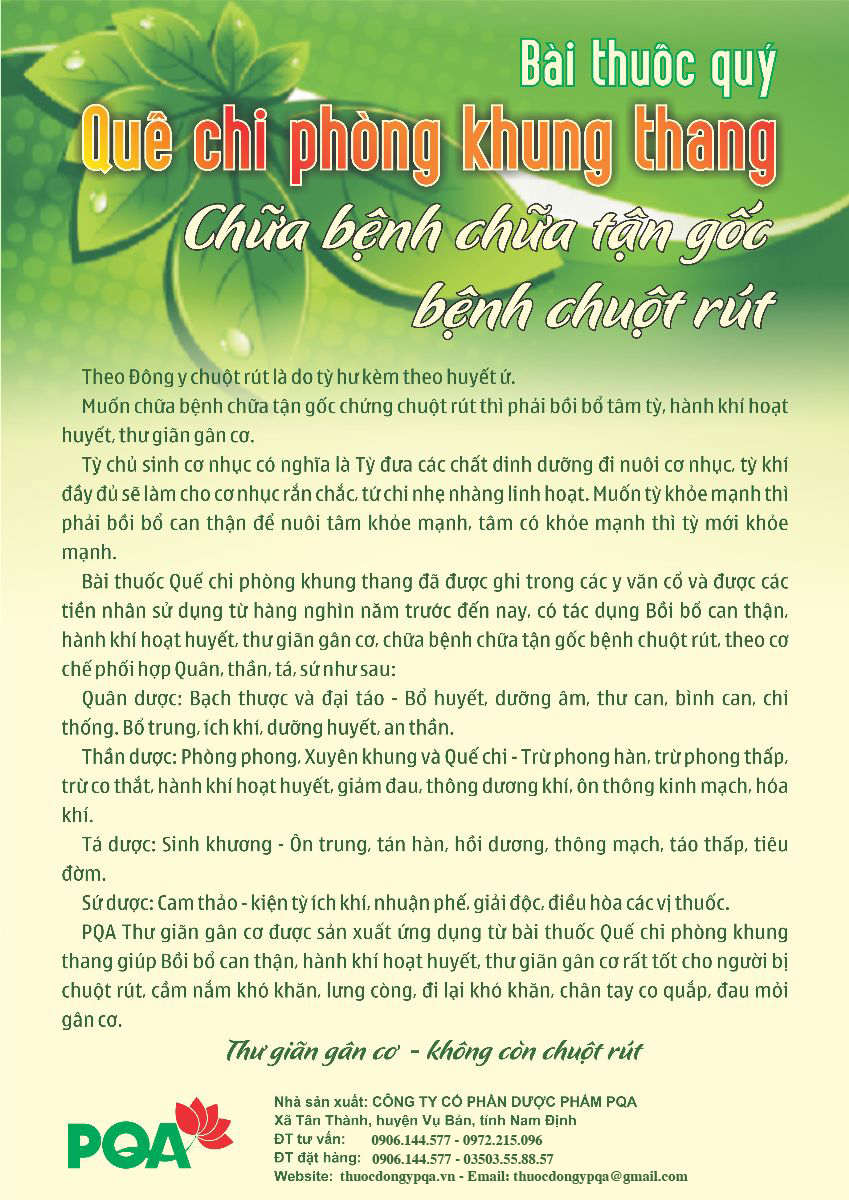 Bài thuôc quý
Quê chi phòng khung thang
Chữa bệnh chữa tận gốc
bệnh chuột rút
Theo Đông y chuột rút là do tỳ hư kèm theo huyết ứ.
Muốn chữa bệnh chữa tận gốc chứng chuột rút thì phải bồi bổ tâm tỳ, hành khí hoạt
huyết, thư giãn gân cơ.
Tỳ chủ sinh cơ nhục có nghĩa là Tỳ đưa các chất dinh dưỡng đi nuôi cơ nhục, tỳ khí
đầy đủ sẽ làm cho cơ nhục rắn chắc, tứ chi nhẹ nhàng linh hoạt. Muốn tỳ khỏe mạnh thì
phải bồi bổ can thận để nuôi tâm khỏe mạnh, tâm có khỏe mạnh thì tỳ mới khỏe
mạnh.
Bài thuốc Quế chi phòng khung thang đã được ghi trong các y văn cổ và được các
tiền nhân sử dụng từ hàng nghìn năm trước đến nay, có tác dụng Bồi bổ can thận,
hành khí hoạt huyết, thư giãn gân cơ, chữa bệnh chữa tận gốc bệnh chuột rút, theo cơ
chế phối hợp Quân, thần, tá, sứ như sau:
Quân dược: Bạch thược và đại táo - Bổ huyết, dưỡng âm, thư can, bình can, chỉ
thống. Bổ trung, ích khí, dưỡng huyết, an thần.
Thần dược: Phòng phong, Xuyên khung và Quế chi - Trừ phong hàn, trừ phong thấp,
trừ co thắt, hành khí hoạt huyết, giảm đau, thông dương khí, ôn thông kinh mạch, hóa
khí.
Tá dược: Sinh khương - Ôn trung, tán hàn, hồi dương, thông mạch, táo thấp, tiêu
đờm.
Sứ dược: Cam thảo - kiện tỳ ích khí, nhuận phế, giải độc, điều hòa các vị thuốc.
PQA Thư giãn gân cơ được sản xuất ứng dụng từ bài thuốc Quế chi phòng khung
thang giúp Bồi bổ can thận, hành khí hoạt huyết, thư giãn gân cơ rất tốt cho người bị
chuột rút, cầm nắm khó khăn, lưng còng, đi lại khó khăn, chân tay co quắp, đau mỏi
gân cơ.
Thư giãn gân cơ - không còn chuột rút
PQA
Nhà sản xuất: CÔNG TY CỔ PHẦN DƯỢC PHẨM PQA
Xã Tân Thành, huyện Vụ Bản, tỉnh Nam Định
ĐT tư vấn: 0906.144.577 - 0972.215.096
ĐT đặt hàng: 0906.144.577 - 03503.55.88.57
Website: thuocdongypqa.vn - Email: thuocdongypqa@gmail.com